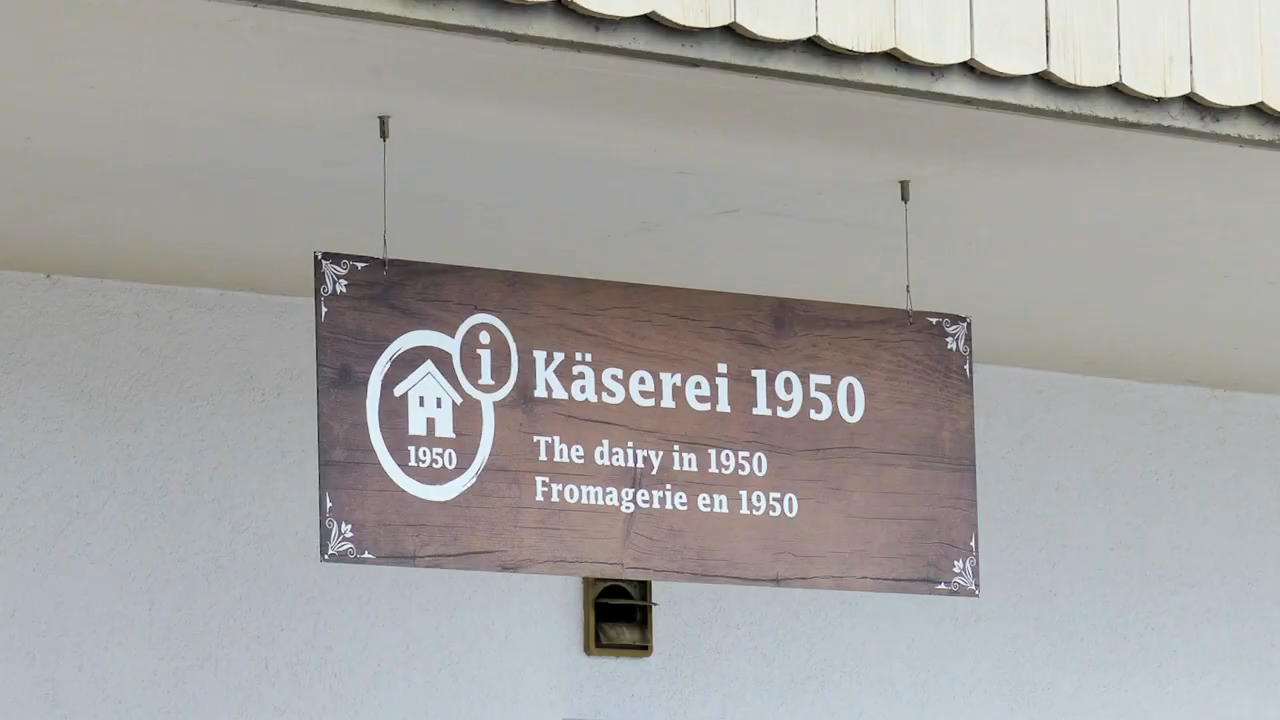 i
1950
Käserei 1950
The dairy in 1950
Fromagerie en 1950